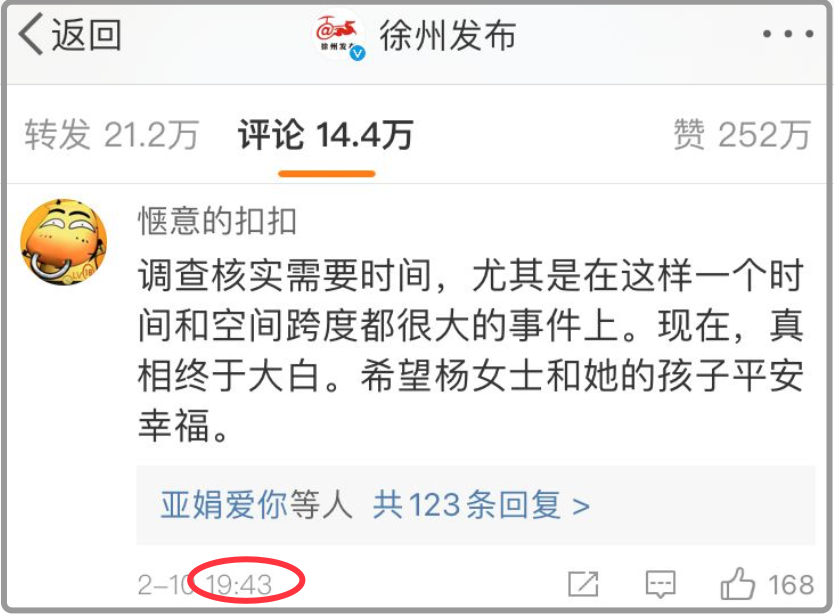 返回
徐州发布
徐州发布
转发 21.2万 评论 14.4万 赞 252万
惬意的扣扣
调查核实需要时间，尤其是在这样一个时
间和空间跨度都很大的事件上。现在，真
相终于大白。希望杨女士和她的孩子平安
幸福。
亚娟爱你等人 共123条回复 >
2-10 19:43
168